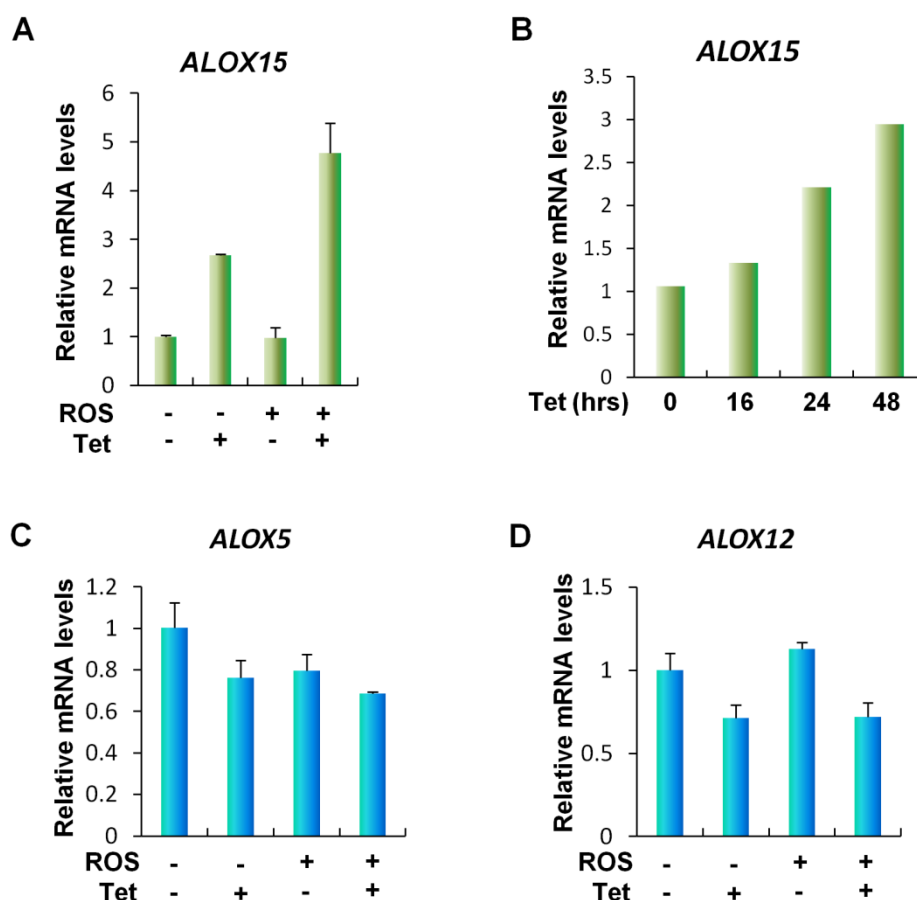 A
ALOX15
Relative mRNA levels
6
5
4
3
2
1
0
ROS - - + +
Tet - + - +
B
ALOX15
Relative mRNA levels
3.5
3
2.5
2
1.5
1
0.5
0
Tet (hrs) 0 16 24 48
C
ALOX5
Relative mRNA levels
1.2
1
0.8
0.6
0.4
0.2
0
ROS - - + +
Tet - + - +
D
ALOX12
Relative mRNA levels
1.5
1
0.5
0
ROS - - + +
Tet - + - +